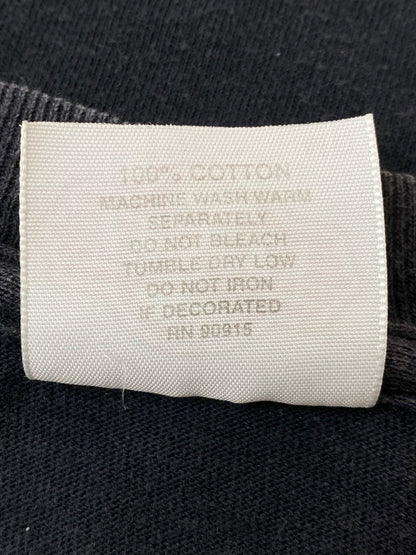 100% COTTON
MACHINE WASH WARM
SEPARATELY
DO NOT BLEACH
TUMBLE DRY LOW
DO NOT IRON
IF DECORATED
RN 90915